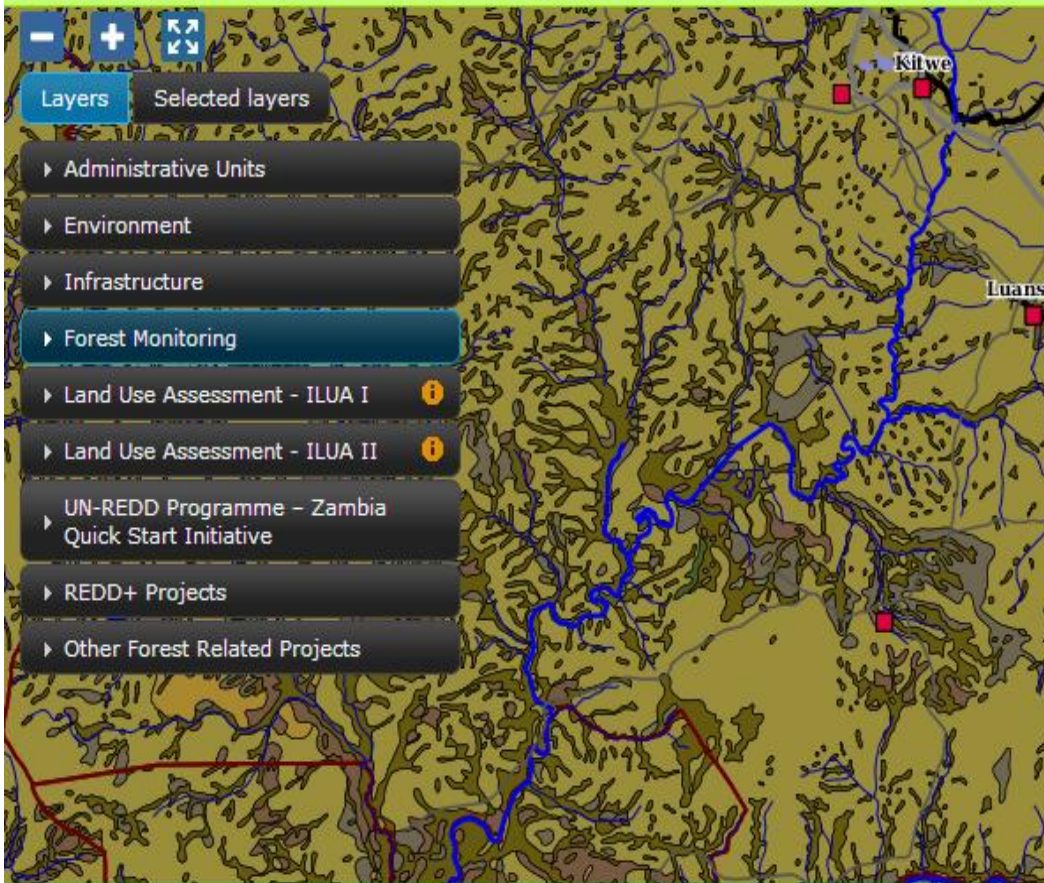 Kitwe
Layers
Selected layers
Administrative Units
Environment
Infrastructure
Luans
Forest Monitoring
Land Use Assessment - ILUA I
Land Use Assessment - ILUA II
UN-REDD Programme – Zambia
Quick Start Initiative
REDD+ Projects
Other Forest Related Projects